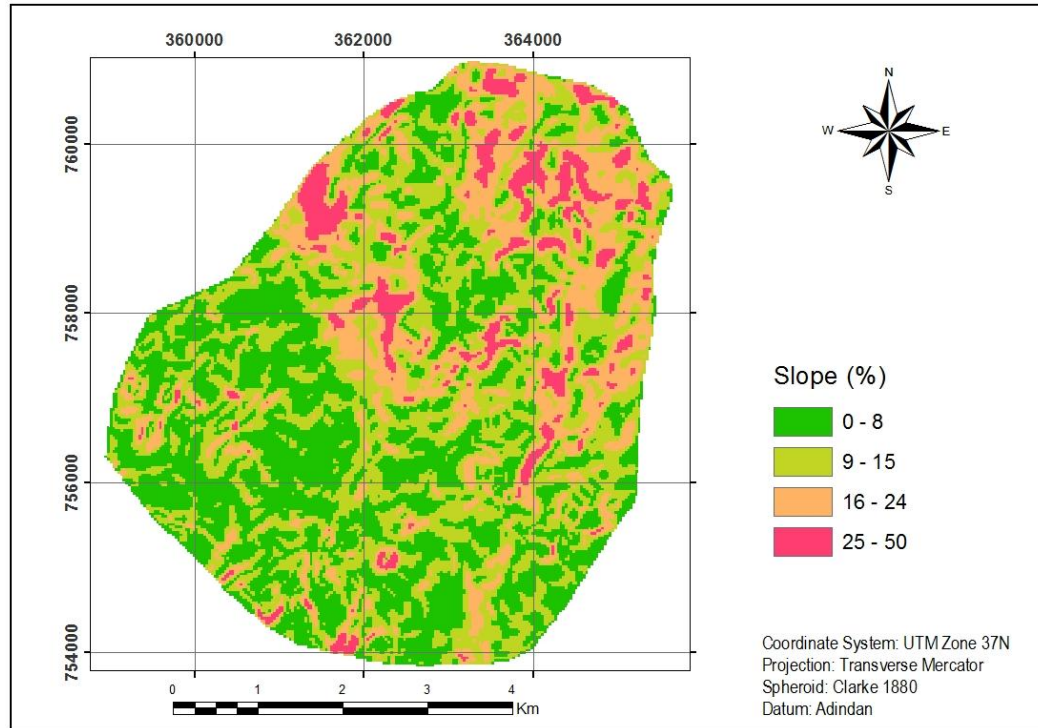 360000 362000 364000
760000
758000
756000
754000
N
W E
S
Slope (%)
0 - 8
9 - 15
16 - 24
25 - 50
0 1 2 3 4
Km
Coordinate System: UTM Zone 37N
Projection: Transverse Mercator
Spheroid: Clarke 1880
Datum: Adindan